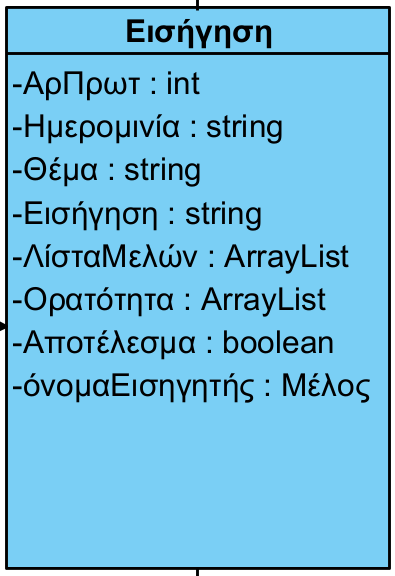 Εισήγηση
-ΑρΠρωτ : int
-Ημερομινία : string
-Θέμα : string
-Εισήγηση : string
-ΛίσταΜελών : ArrayList
-Ορατότητα : ArrayList
-Αποτέλεσμα : boolean
-όνομαΕισηγητής : Μέλος